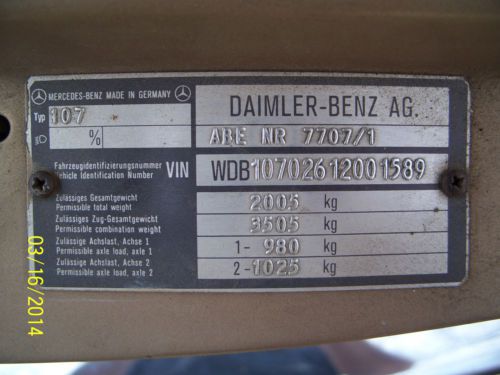 MERCEDES-BENZ MADE IN GERMANY
Typ 107
%
DAIMLER-BENZ AG.
ABE NR 7707/1
Fahrzeugidentifizierungsnummer
Vehicle Identification Number
VIN
WDB10702612001589
Zulässiges Gesamtgewicht
Permissible total weight
2005 kg
Zulässiges Zug-Gesamtgewicht
Permissible combination weight
3505 kg
Zulässige Achslast, Achse 1
Permissible axle load, axle 1
1- 980 kg
Zulässige Achslast, Achse 2
Permissible axle load, axle 2
2-1025 kg
03/16/2014